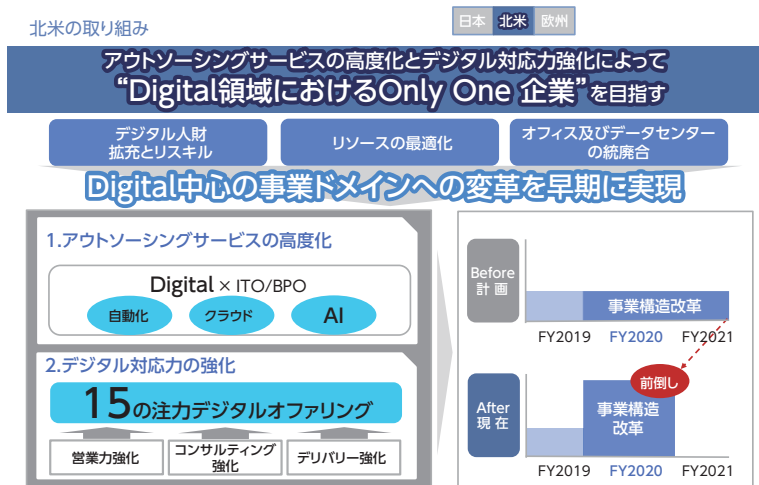 北米の取り組み
日本 北米 欧州
アウトソーシングサービスの高度化とデジタル対応力強化によって
“Digital領域におけるOnly One 企業”を目指す
デジタル人財
拡充とリスキル
リソースの最適化
オフィス及びデータセンター
の統廃合
Digital中心の事業ドメインへの変革を早期に実現
1.アウトソーシングサービスの高度化
Digital × ITO/BPO
自動化 クラウド AI
2.デジタル対応力の強化
15の注力デジタルオファリング
営業力強化
コンサルティング
強化
デリバリー強化
Before
計 画
事業構造改革
FY2019 FY2020 FY2021
前倒し
After
現 在
事業構造
改革
FY2019 FY2020 FY2021